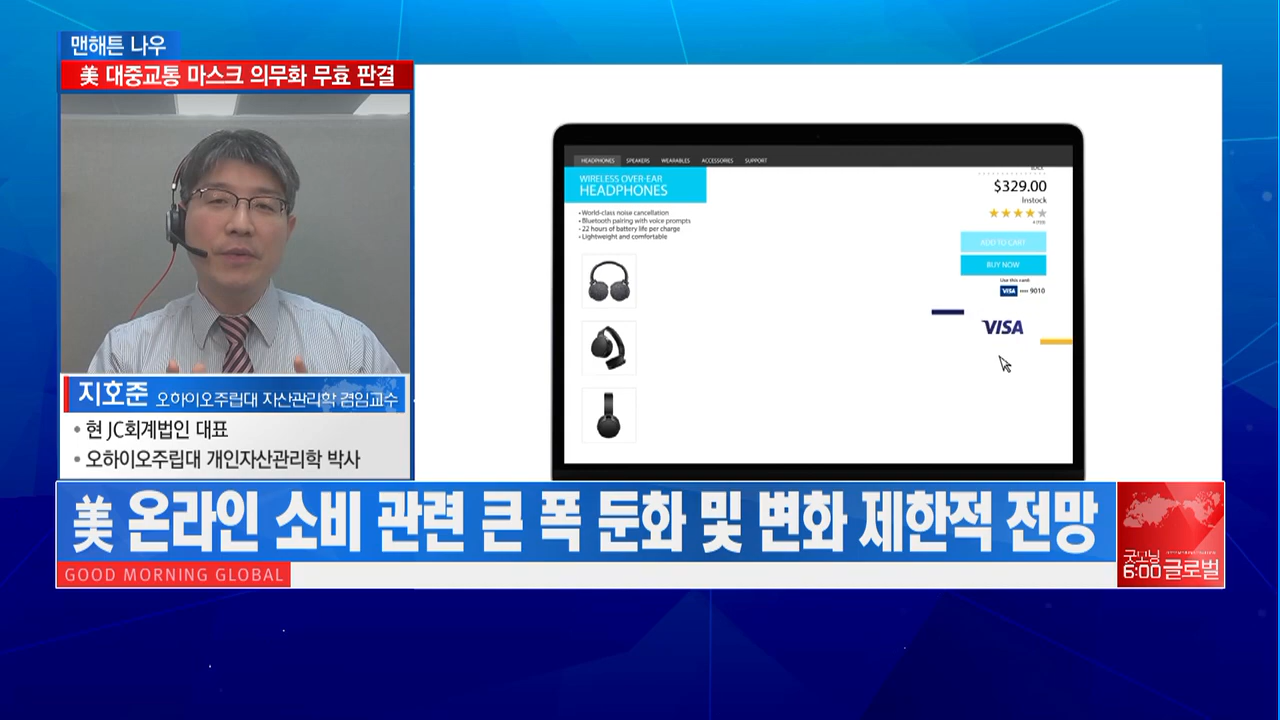 맨해튼 나우
美 대중교통 마스크 의무화 무효 판결
HEADPHONES SPEAKERS WEARABLES ACCESSORIES SUPPORT
WIRELESS OVER-EAR
HEADPHONES
• World-class noise cancellation
• Bluetooth pairing with voice prompts
• 22 hours of battery life per charge
• Lightweight and comfortable
$329.00
Instock
ADD TO CART
BUY NOW
Use this card:
VISA •••• 9010
VISA
지호준 오하이오주립대 자산관리학 겸임교수
• 현 JC회계법인 대표
• 오하이오주립대 개인자산관리학 박사
美 온라인 소비 관련 큰 폭 둔화 및 변화 제한적 전망
GOOD MORNING GLOBAL
굿모닝
6:00 글로벌